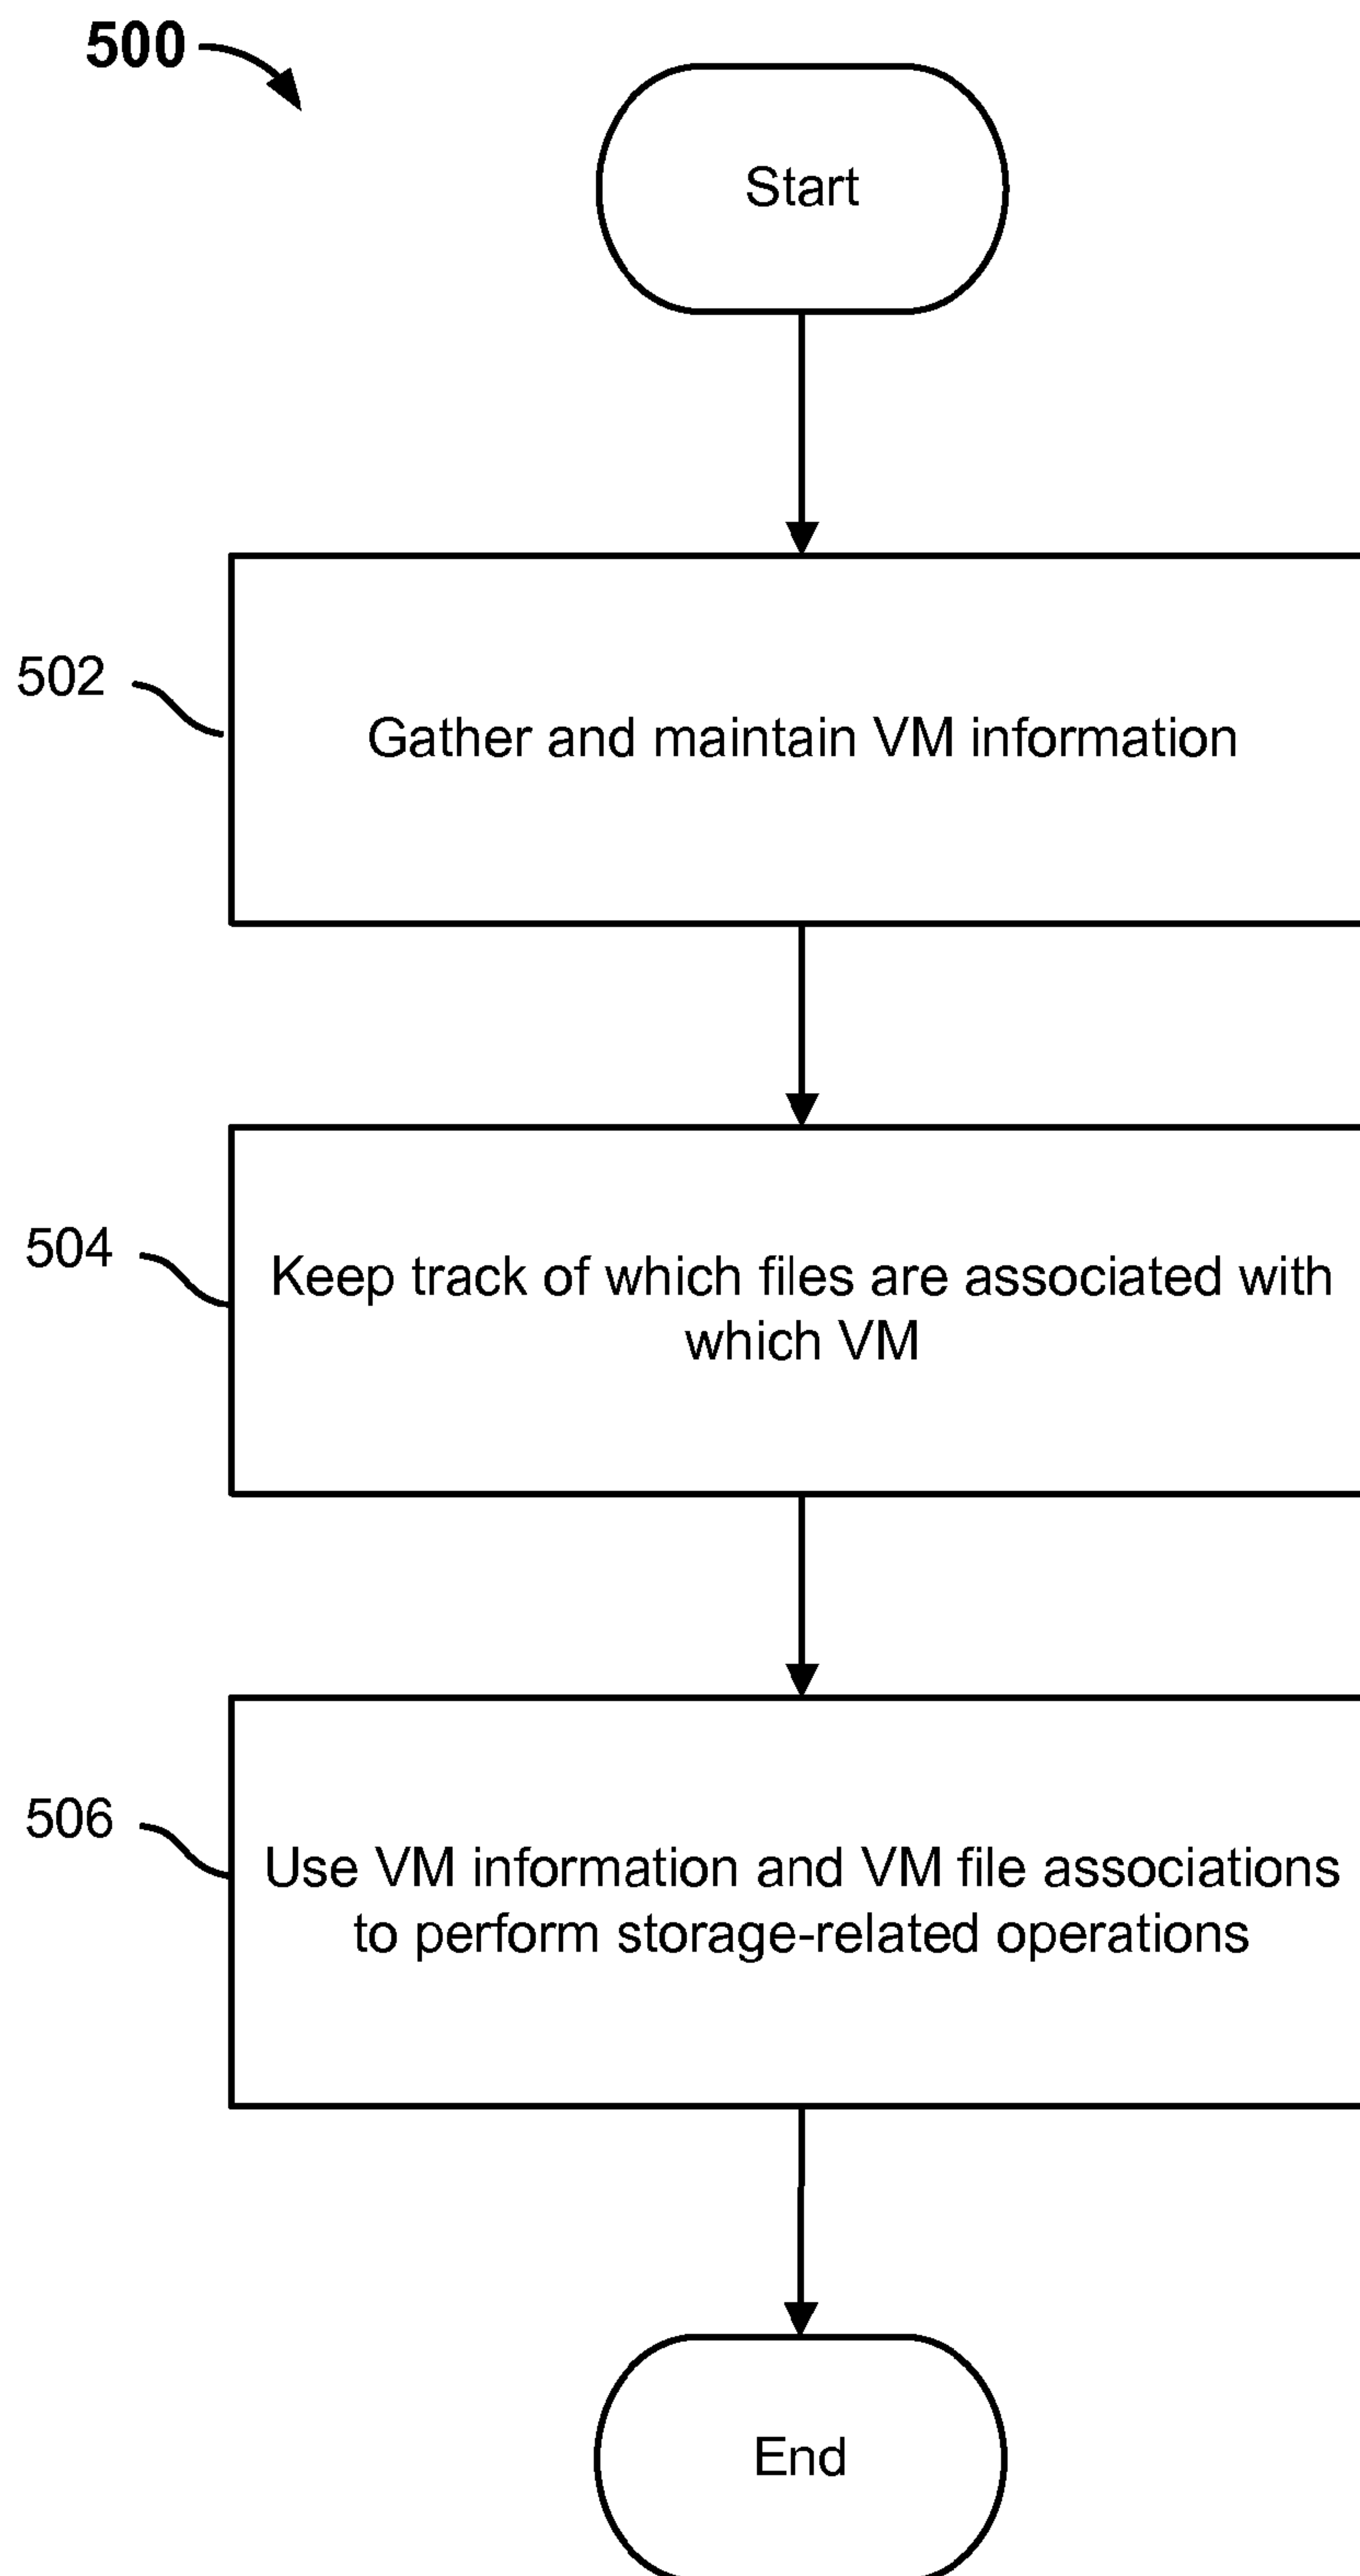 500
Start
502
Gather and maintain VM information
504
Keep track of which files are associated with
which VM
506
Use VM information and VM file associations
to perform storage-related operations
End